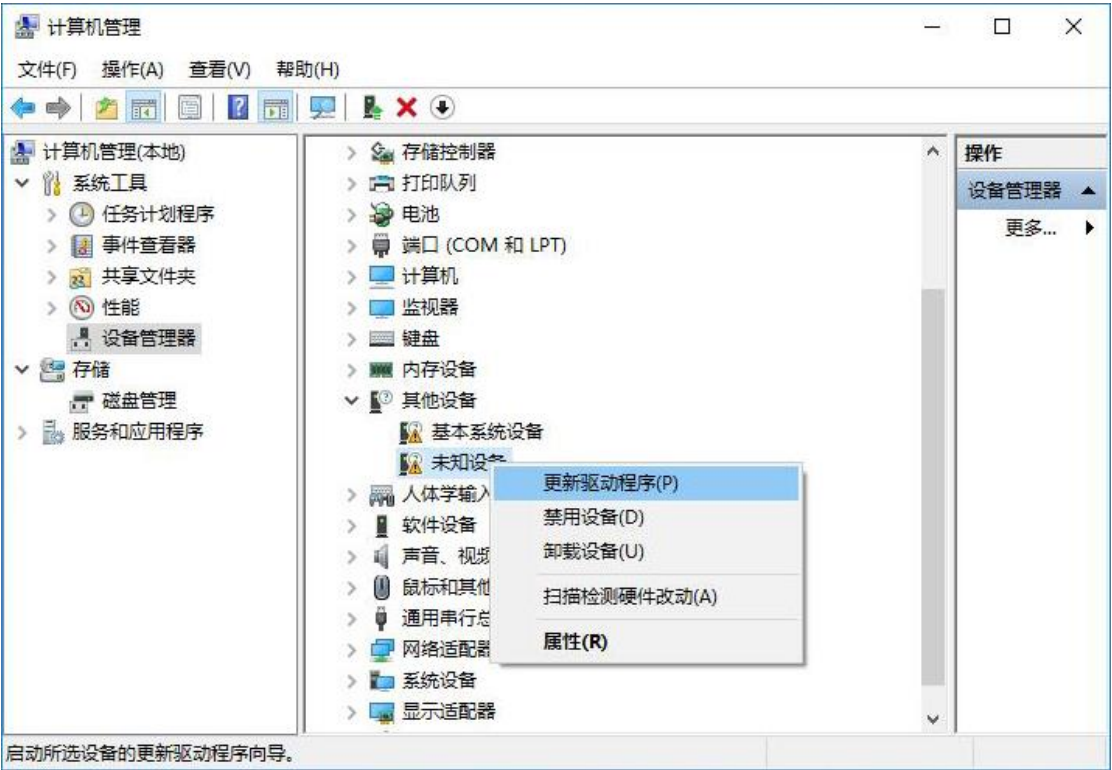 计算机管理
文件(F) 操作(A) 查看(V) 帮助(H)
计算机管理(本地)
系统工具
任务计划程序
事件查看器
共享文件夹
性能
设备管理器
存储
磁盘管理
服务和应用程序
存储控制器
打印队列
电池
端口 (COM 和 LPT)
计算机
监视器
键盘
内存设备
其他设备
基本系统设备
未知设备
人体学输入
软件设备
声音、视频
鼠标和其他
通用串行总
网络适配器
系统设备
显示适配器
更新驱动程序(P)
禁用设备(D)
卸载设备(U)
扫描检测硬件改动(A)
属性(R)
操作
设备管理器
更多...
启动所选设备的更新驱动程序向导。